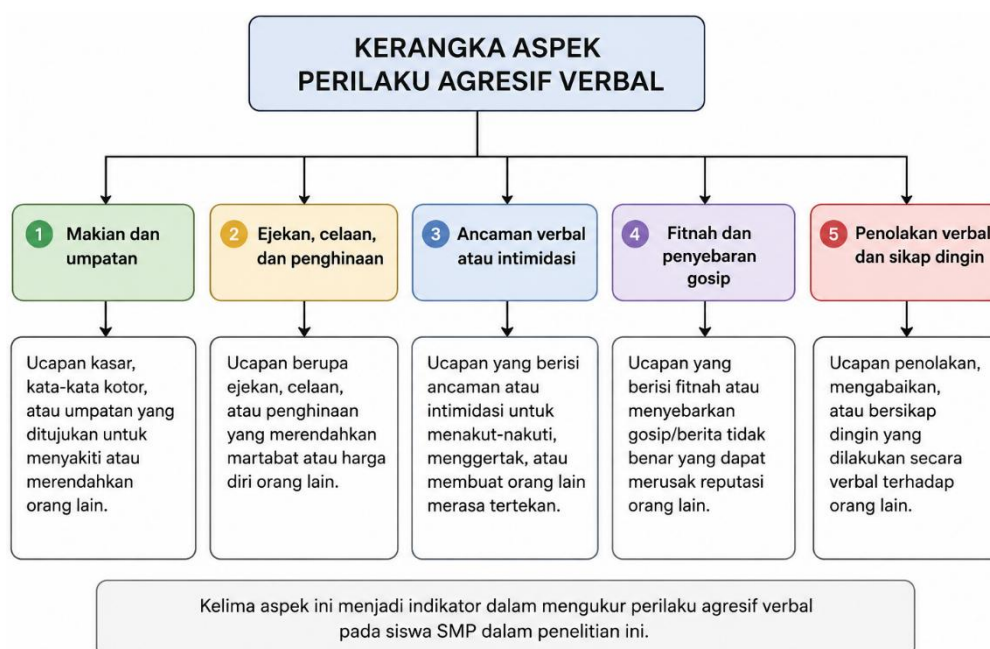 KERANGKA ASPEK
PERILAKU AGRESIF VERBAL
1 Makian dan
umpatan
2 Ejekan, celaan,
dan penghinaan
3 Ancaman verbal
atau intimidasi
4 Fitnah dan
penyebaran
gosip
5 Penolakan verbal
dan sikap dingin
Ucapan kasar,
kata-kata kotor,
atau umpatan yang
ditujukan untuk
menyakiti atau
merendahkan
orang lain.
Ucapan berupa
ejekan, celaan,
atau penghinaan
yang merendahkan
martabat atau harga
diri orang lain.
Ucapan yang berisi
ancaman atau
intimidasi untuk
menakut-nakuti,
menggertak, atau
membuat orang lain
merasa tertekan.
Ucapan yang
berisi fitnah atau
menyebarkan
gosip/berita tidak
benar yang dapat
merusak reputasi
orang lain.
Ucapan penolakan,
mengabaikan,
atau bersikap
dingin yang
dilakukan secara
verbal terhadap
orang lain.
Kelima aspek ini menjadi indikator dalam mengukur perilaku agresif verbal
pada siswa SMP dalam penelitian ini.